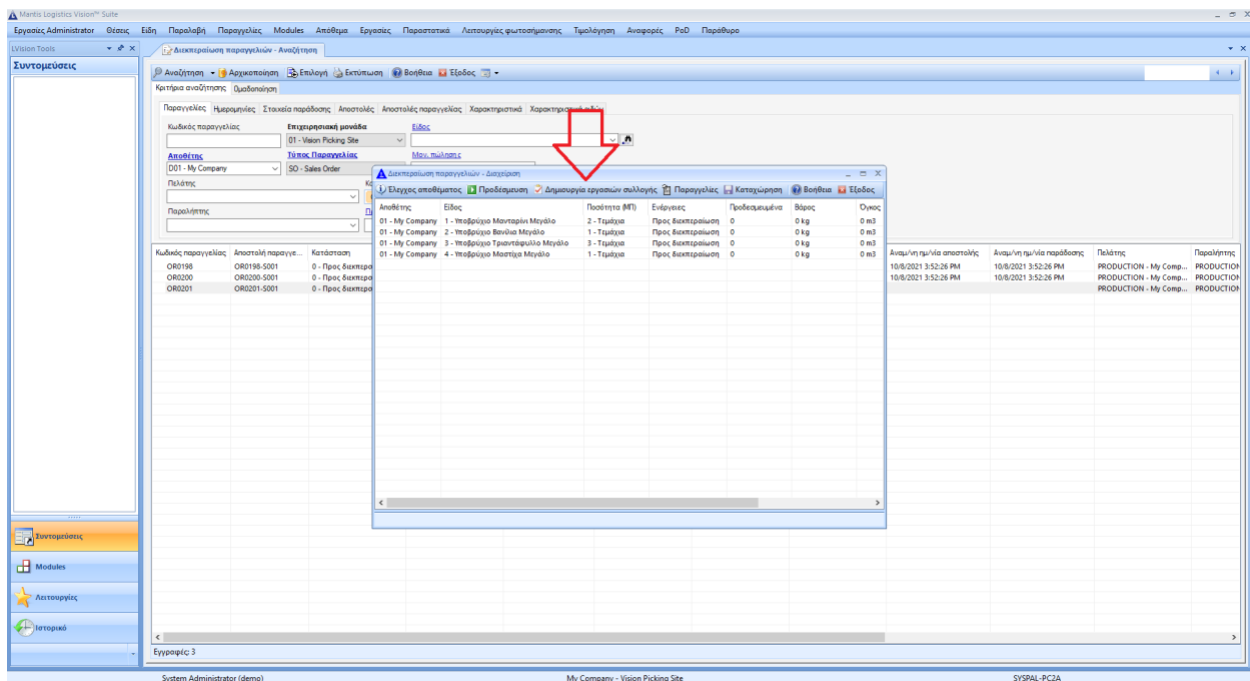 Mantis Logistics Vision™ Suite
Εργασίες Administrator Θέσεις Είδη Παραλαβή Παραγγελίες Modules Απόθεμα Εργασίες Παραστατικά Λειτουργίες φωτοσήμανσης Τιμολόγηση Αναφορές PoD Παράθυρο
LVision Tools
Διεκπεραίωση παραγγελιών - Αναζήτηση
Συντομεύσεις
Αναζήτηση Αρχικοποίηση Επιλογή Εκτύπωση Βοήθεια Έξοδος
Κριτήρια αναζήτησης Ομαδοποίηση
Παραγγελίες Ημερομηνίες Στοιχεία παράδοσης Αποστολές Αποστολές παραγγελίας Χαρακτηριστικά
Κωδικός παραγγελίας Επιχειρησιακή μονάδα Είδος
01 - Vision Picking Site
Αποθέτης Τύπος Παραγγελίας Μον. πώλησης
D01 - My Company SO - Sales Order
Πελάτης
Παραλήπτης
Διεκπεραίωση παραγγελιών - Διαχείριση
Έλεγχος αποθέματος Προδέσμευση Δημιουργία εργασιών συλλογής Παραγγελίες Καταχώρηση Βοήθεια Έξοδος
Αποθέτης Είδος Ποσότητα (ΜΠ) Ενέργειες Προδεσμευμένα Βάρος Όγκος
01 - My Company 1 - Υποβρύχιο Μανταρίνι Μεγάλο 2 - Τεμάχια Προς διεκπεραίωση 0 0 kg 0 m3
01 - My Company 2 - Υποβρύχιο Βανίλια Μεγάλο 1 - Τεμάχια Προς διεκπεραίωση 0 0 kg 0 m3
01 - My Company 3 - Υποβρύχιο Τριαντάφυλλο Μεγάλο 3 - Τεμάχια Προς διεκπεραίωση 0 0 kg 0 m3
01 - My Company 4 - Υποβρύχιο Μαστίχα Μεγάλο 1 - Τεμάχια Προς διεκπεραίωση 0 0 kg 0 m3
Κωδικός παραγγελίας Αποστολή παραγγε... Κατάσταση Αναμ/νη ημ/νία αποστολής Αναμ/νη ημ/νία παράδοσης Πελάτης Παραλήπτης
OR0198 OR0198-S001 0 - Προς διεκπερα 10/8/2021 3:52:26 PM 10/8/2021 3:52:26 PM PRODUCTION - My Comp... PRODUCTION
OR0200 OR0200-S001 0 - Προς διεκπερα 10/8/2021 3:52:26 PM 10/8/2021 3:52:26 PM PRODUCTION - My Comp... PRODUCTION
OR0201 OR0201-S001 0 - Προς διεκπερα PRODUCTION - My Comp... PRODUCTION
Συντομεύσεις
Modules
Λειτουργίες
Ιστορικό
Εγγραφές: 3
System Administrator (demo) My Company - Vision Picking Site SYSPAL-PC2A